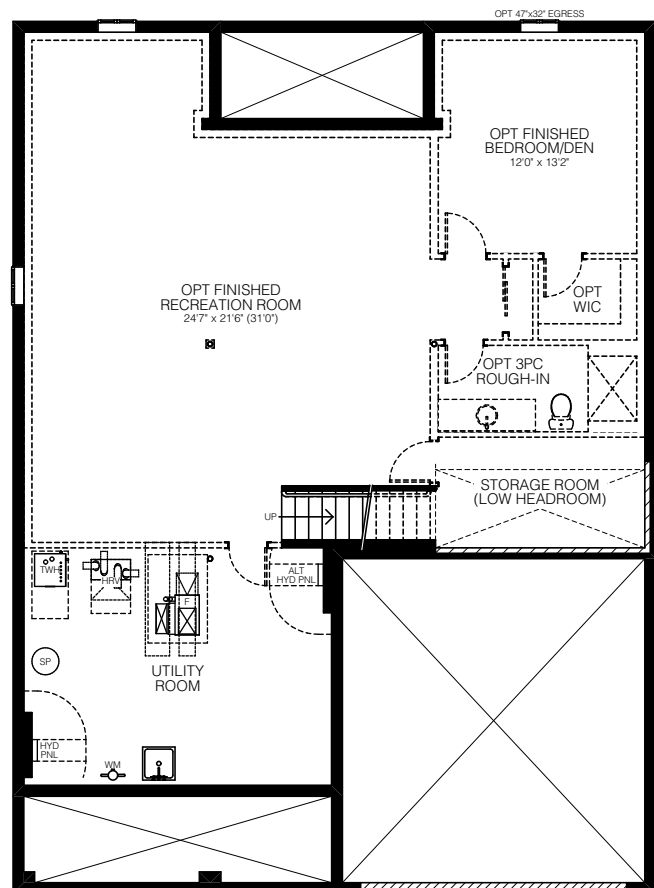 OPT 47"x32" EGRESS
OPT FINISHED
BEDROOM/DEN
12'0" x 13'2"
OPT FINISHED
RECREATION ROOM
24'7" x 21'6" (31'0")
OPT
WIC
OPT 3PC
ROUGH-IN
STORAGE ROOM
(LOW HEADROOM)
UP
TWH
HRV
ALT
HYD PNL
F
SP
UTILITY
ROOM
HYD
PNL
WM